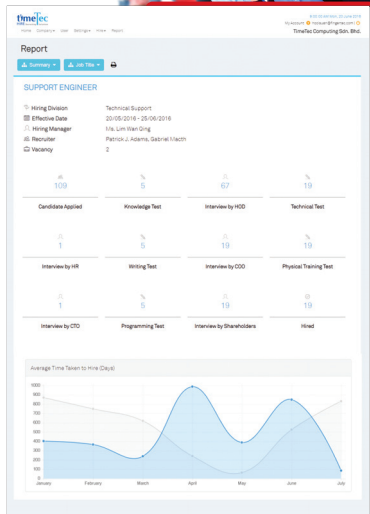 timeTec
HIRE
My Account
TimeTec Computing Sdn. Bhd.
Home Company Jobs Settings Hire Report
Report
Summary Job Title
SUPPORT ENGINEER
Hiring Division Technical Support
Effective Date 20/05/2016 - 25/06/2016
Hiring Manager Ms. Lim Wan Qing
Recruiter Patrick J. Adams, Gabriel Macth
Vacancy 2
109 5 67 19
Candidate Applied Knowledge Test Interview by HOD Technical Test
1 5 19 19
Interview by HR Writing Test Interview by COO Physical Training Test
1 5 19 19
Interview by CTO Programming Test Interview by Shareholders Hired
Average Time Taken to Hire (Days)
1000
900
800
700
600
500
400
300
200
100
0
January February March April May June July